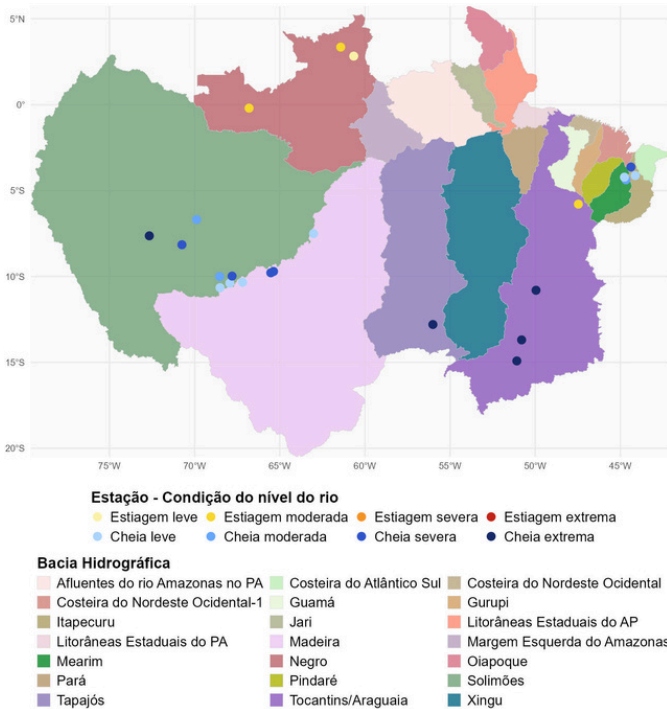 5°N
0°
5°S
10°S
15°S
20°S
75°W 70°W 65°W 60°W 55°W 50°W 45°W
Estação - Condição do nível do rio
Estiagem leve Estiagem moderada Estiagem severa Estiagem extrema
Cheia leve Cheia moderada Cheia severa Cheia extrema
Bacia Hidrográfica
Afluentes do rio Amazonas no PA Costeira do Atlântico Sul Costeira do Nordeste Ocidental
Costeira do Nordeste Ocidental-1 Guamá Gurupi
Itapecuru Jari Litorâneas Estaduais do AP
Litorâneas Estaduais do PA Madeira Margem Esquerda do Amazonas
Mearim Negro Oiapoque
Pará Pindaré Solimões
Tapajós Tocantins/Araguaia Xingu